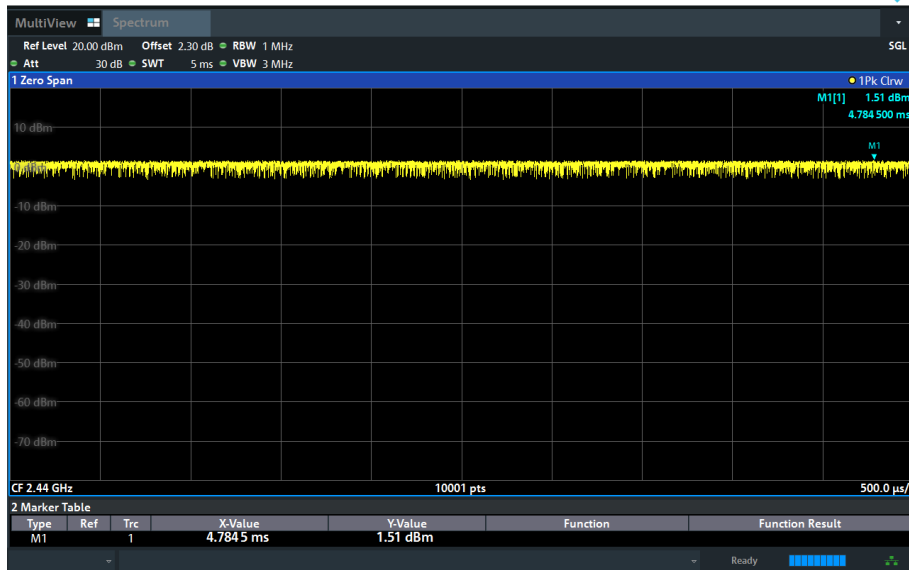 MultiView Spectrum
Ref Level 20.00 dBm Offset 2.30 dB RBW 1 MHz SGL
Att 30 dB SWT 5 ms VBW 3 MHz
1 Zero Span 1Pk Clrw
M1[1] 1.51 dBm
4.784 500 ms
10 dBm
M1
-10 dBm
-20 dBm
-30 dBm
-40 dBm
-50 dBm
-60 dBm
-70 dBm
CF 2.44 GHz 10001 pts 500.0 µs/
2 Marker Table
Type Ref Trc X-Value Y-Value Function Function Result
M1 1 4.7845 ms 1.51 dBm
Ready